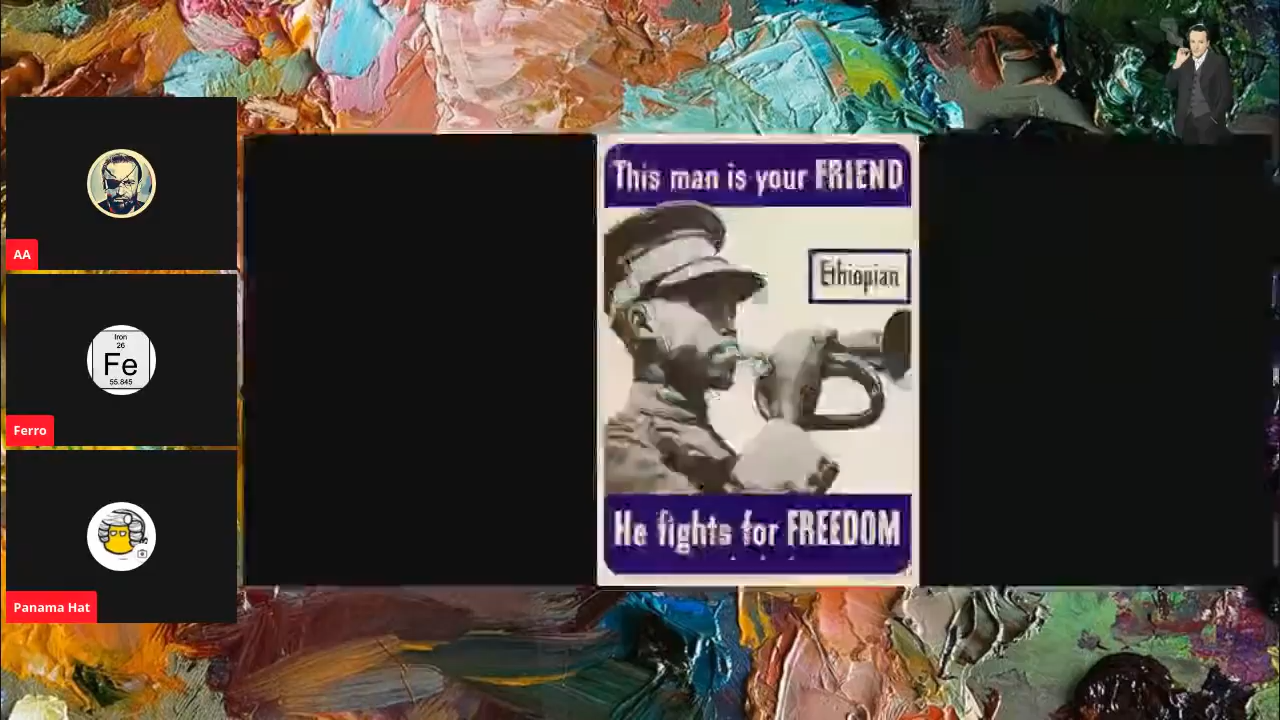 This man is your FRIEND
Ethiopian
He fights for FREEDOM
AA
Iron
26
Fe
55.845
Ferro
Panama Hat